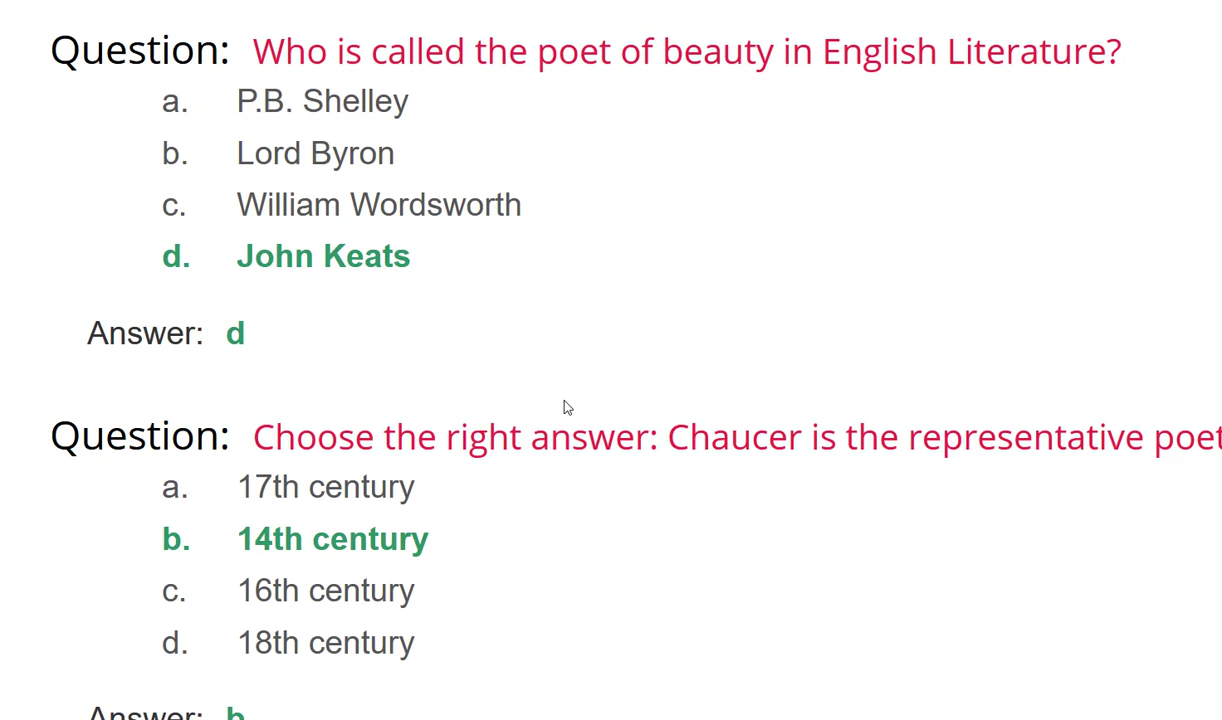 Question: Who is called the poet of beauty in English Literature?
a. P.B. Shelley
b. Lord Byron
c. William Wordsworth
d. John Keats
Answer: d
Question: Choose the right answer: Chaucer is the representative poet
a. 17th century
b. 14th century
c. 16th century
d. 18th century
Answer: b